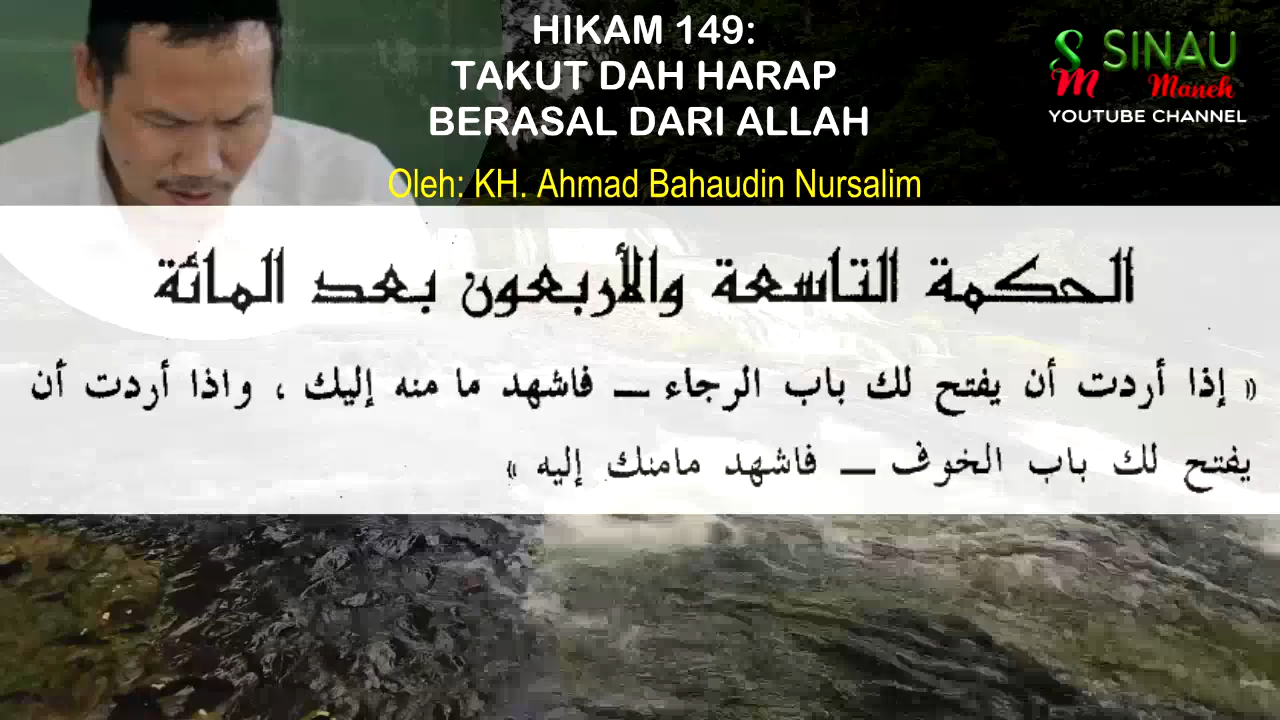 HIKAM 149:
TAKUT DAH HARAP
BERASAL DARI ALLAH
Oleh: KH. Ahmad Bahaudin Nursalim
SM SINAU
Maneh
YOUTUBE CHANNEL
الحكمة التاسعة والأربعون بعد المائة
« إذا أردت أن يفتح لك باب الرجاء — فاشهد ما منه إليك ، واذا أردت أن
يفتح لك باب الخوف — فاشهد مامنك إليه »